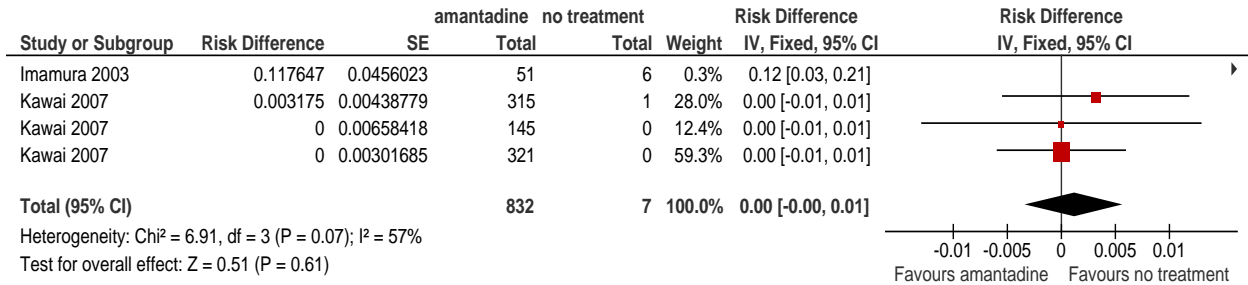 amantadine no treatment Risk Difference Risk Difference
Study or Subgroup Risk Difference SE Total Total Weight IV, Fixed, 95% CI IV, Fixed, 95% CI
Imamura 2003 0.117647 0.0456023 51 6 0.3% 0.12 [0.03, 0.21]
Kawai 2007 0.003175 0.00438779 315 1 28.0% 0.00 [-0.01, 0.01]
Kawai 2007 0 0.00658418 145 0 12.4% 0.00 [-0.01, 0.01]
Kawai 2007 0 0.00301685 321 0 59.3% 0.00 [-0.01, 0.01]
Total (95% CI) 832 7 100.0% 0.00 [-0.00, 0.01]
Heterogeneity: Chi² = 6.91, df = 3 (P = 0.07); I² = 57%
Test for overall effect: Z = 0.51 (P = 0.61)
-0.01 -0.005 0 0.005 0.01
Favours amantadine Favours no treatment